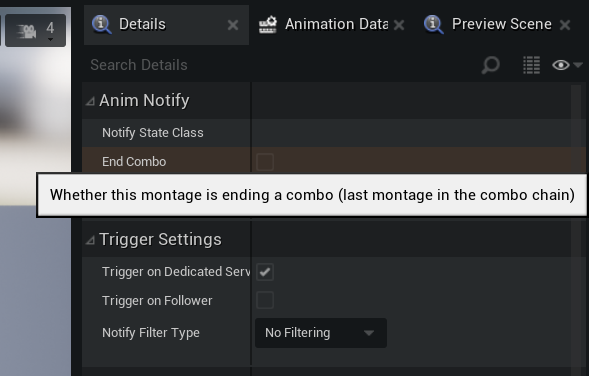 4
Details
Animation Data
Preview Scene
Search Details
Anim Notify
Notify State Class
End Combo
Whether this montage is ending a combo (last montage in the combo chain)
Trigger Settings
Trigger on Dedicated Serv
Trigger on Follower
Notify Filter Type
No Filtering